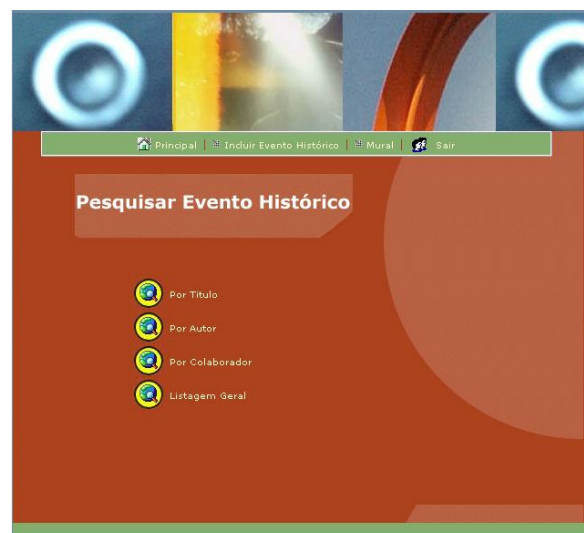 Principal | Incluir Evento Histórico | Mural | Sair
Pesquisar Evento Histórico
Por Titulo
Por Autor
Por Colaborador
Listagem Geral